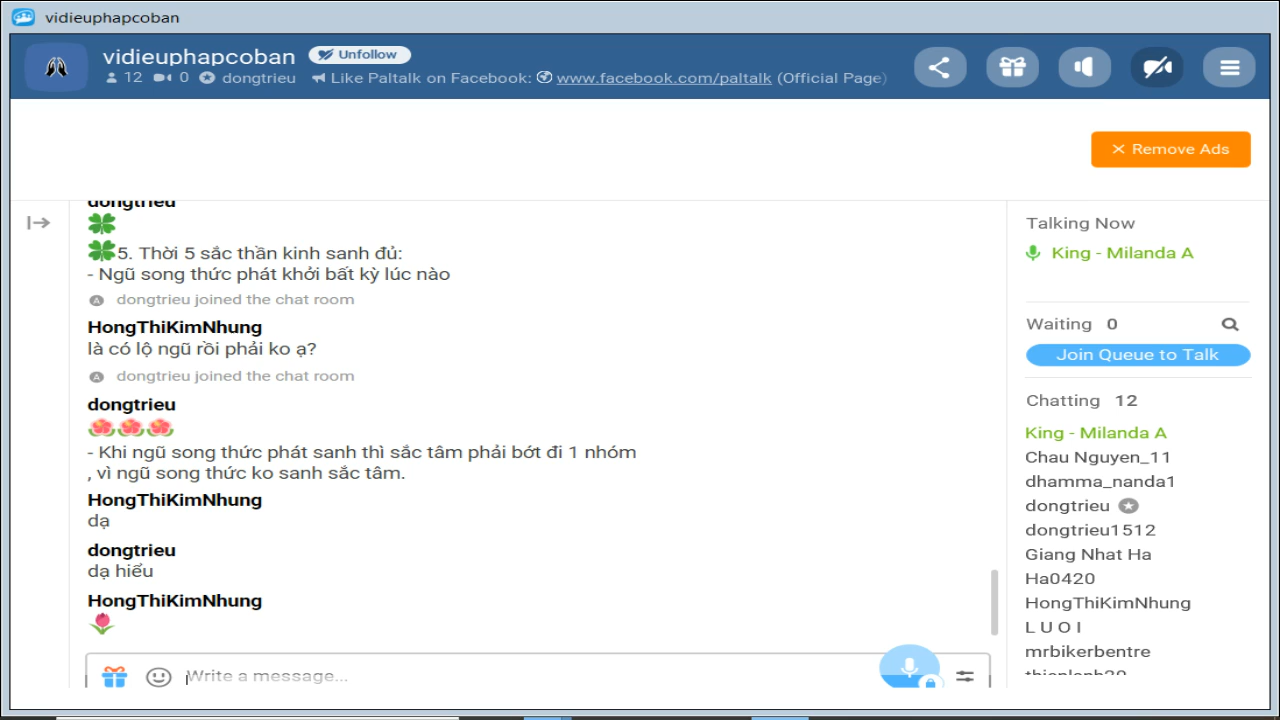 vidieuphapcoban
vidieuphapcoban Unfollow
12 0 dongtrieu Like Paltalk on Facebook: www.facebook.com/paltalk (Official Page)
Remove Ads
dongtrieu
5. Thời 5 sắc thần kinh sanh đủ:
- Ngũ song thức phát khởi bất kỳ lúc nào
A dongtrieu joined the chat room
HongThiKimNhung
là có lộ ngũ rồi phải ko ạ?
A dongtrieu joined the chat room
dongtrieu
- Khi ngũ song thức phát sanh thì sắc tâm phải bớt đi 1 nhóm
, vì ngũ song thức ko sanh sắc tâm.
HongThiKimNhung
dạ
dongtrieu
dạ hiểu
HongThiKimNhung
Write a message...
Talking Now
King - Milanda A
Waiting 0
Join Queue to Talk
Chatting 12
King - Milanda A
Chau Nguyen_11
dhamma_nanda1
dongtrieu
dongtrieu1512
Giang Nhat Ha
Ha0420
HongThiKimNhung
L U O I
mrbikerbentre